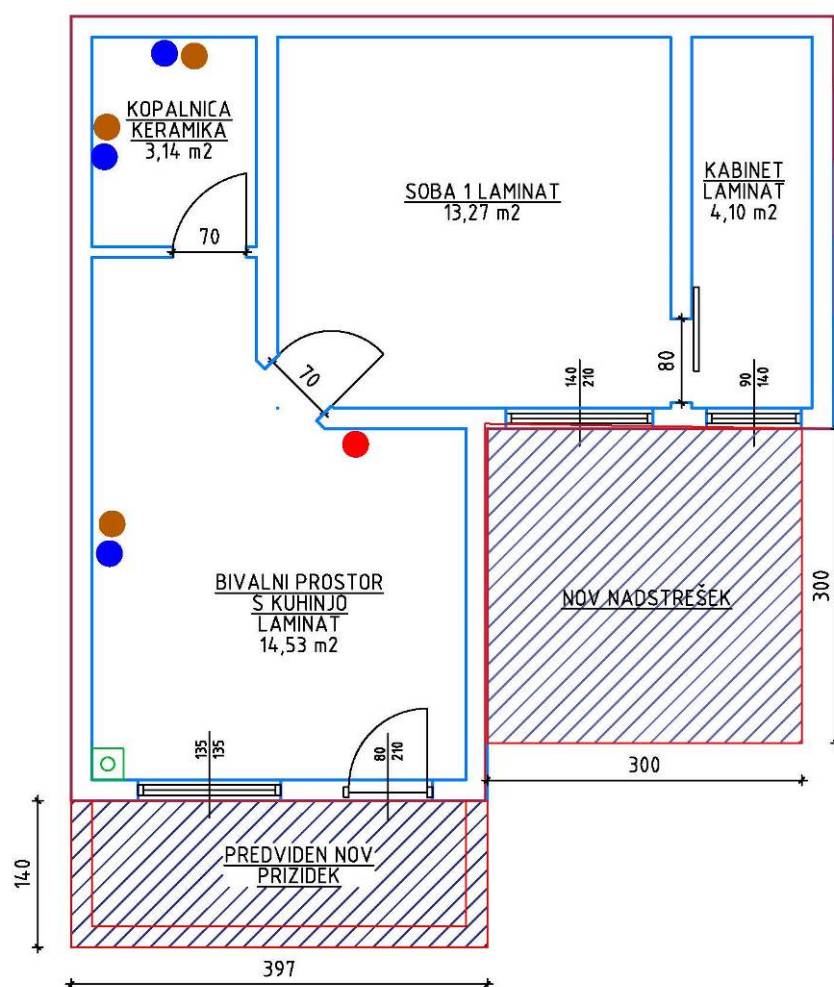 KOPALNICA
KERAMIKA
3,14 m2
SOBA 1 LAMINAT
13,27 m2
KABINET
LAMINAT
4,10 m2
70
70
80
140
210
90
140
BIVALNI PROSTOR
S KUHINJO
LAMINAT
14,53 m2
NOV NADSTREŠEK
300
135
135
80
210
300
PREDVIDEN NOV
PRIZIDEK
140
397